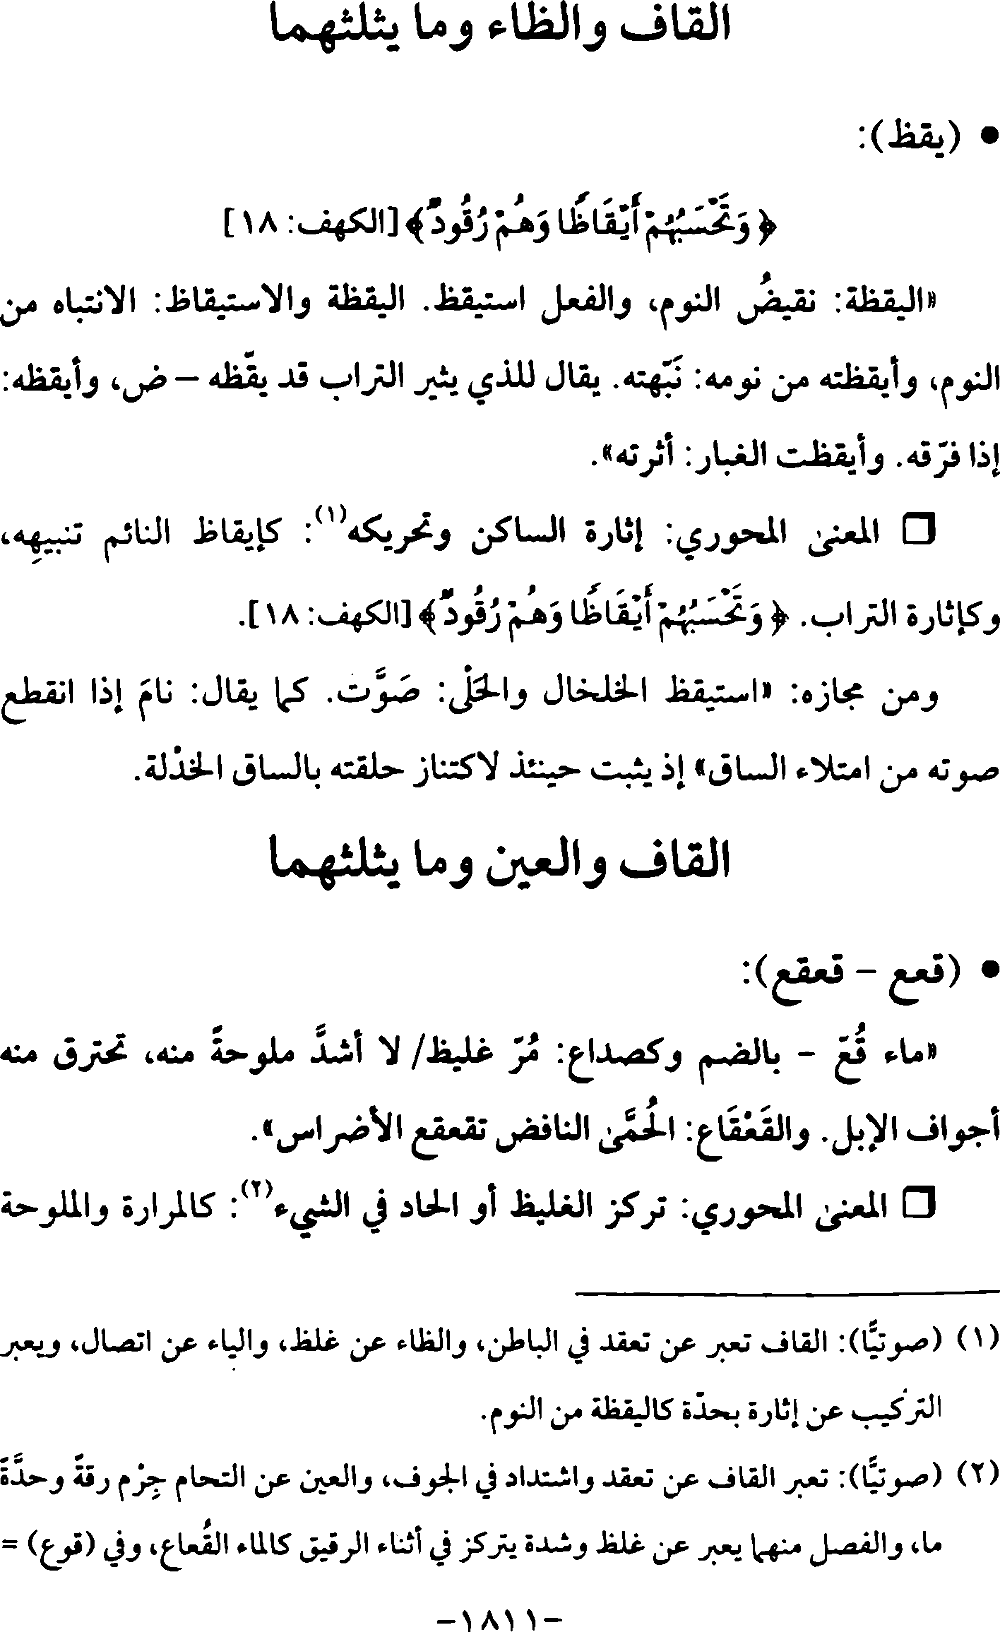 القاف والظاء وما يثلثهما
• (يقظ):
﴿وَتَحْسَبُهُمْ أَيْقَاظًا وَهُمْ رُقُودٌ﴾ [الكهف: ١٨]
«اليقظة: نقيضُ النوم، والفعل استيقظ. اليقظة والاستيقاظ: الانتباه من
النوم، وأيقظته من نومه: نَبّهته. يقال للذي يثير التراب قد يقّظه – ض، وأيقظه:
إذا فرّقه. وأيقظت الغبار: أثرته».
❒ المعنى المحوري: إثارة الساكن وتحريكه(١): كإيقاظ النائم تنبيهِه،
وكإثارة التراب. ﴿وَتَحْسَبُهُمْ أَيْقَاظًا وَهُمْ رُقُودٌ﴾ [الكهف: ١٨].
ومن مجازه: «استيقظ الخلخال والحَلْى: صَوَّت. كما يقال: نامَ إذا انقطع
صوته من امتلاء الساق» إذ يثبت حينئذ لاكتناز حلقته بالساق الخذْلة.
القاف والعين وما يثلثهما
• (قعع – قعقع):
«ماء قُعّ – بالضم وكصداع: مُرّ غليظ/ لا أشدَّ ملوحةً منه، تحترق منه
أجواف الإبل. والقَعْقَاع: الحُمَّى النافض تقعقع الأضراس».
❒ المعنى المحوري: تركز الغليظ أو الحاد في الشيء(٢): كالمرارة والملوحة
(١) (صوتيًّا): القاف تعبر عن تعقد في الباطن، والظاء عن غلظ، والياء عن اتصال، ويعبر
التركيب عن إثارة بحدّة كاليقظة من النوم.
(٢) (صوتيًّا): تعبر القاف عن تعقد واشتداد في الجوف، والعين عن التحام جِرْم رقةً وحدَّةً
ما، والفصل منهما يعبر عن غلظ وشدة يتركز في أثناء الرقيق كالماء القُعاع، وفي (قوع) =
-١٨١١-